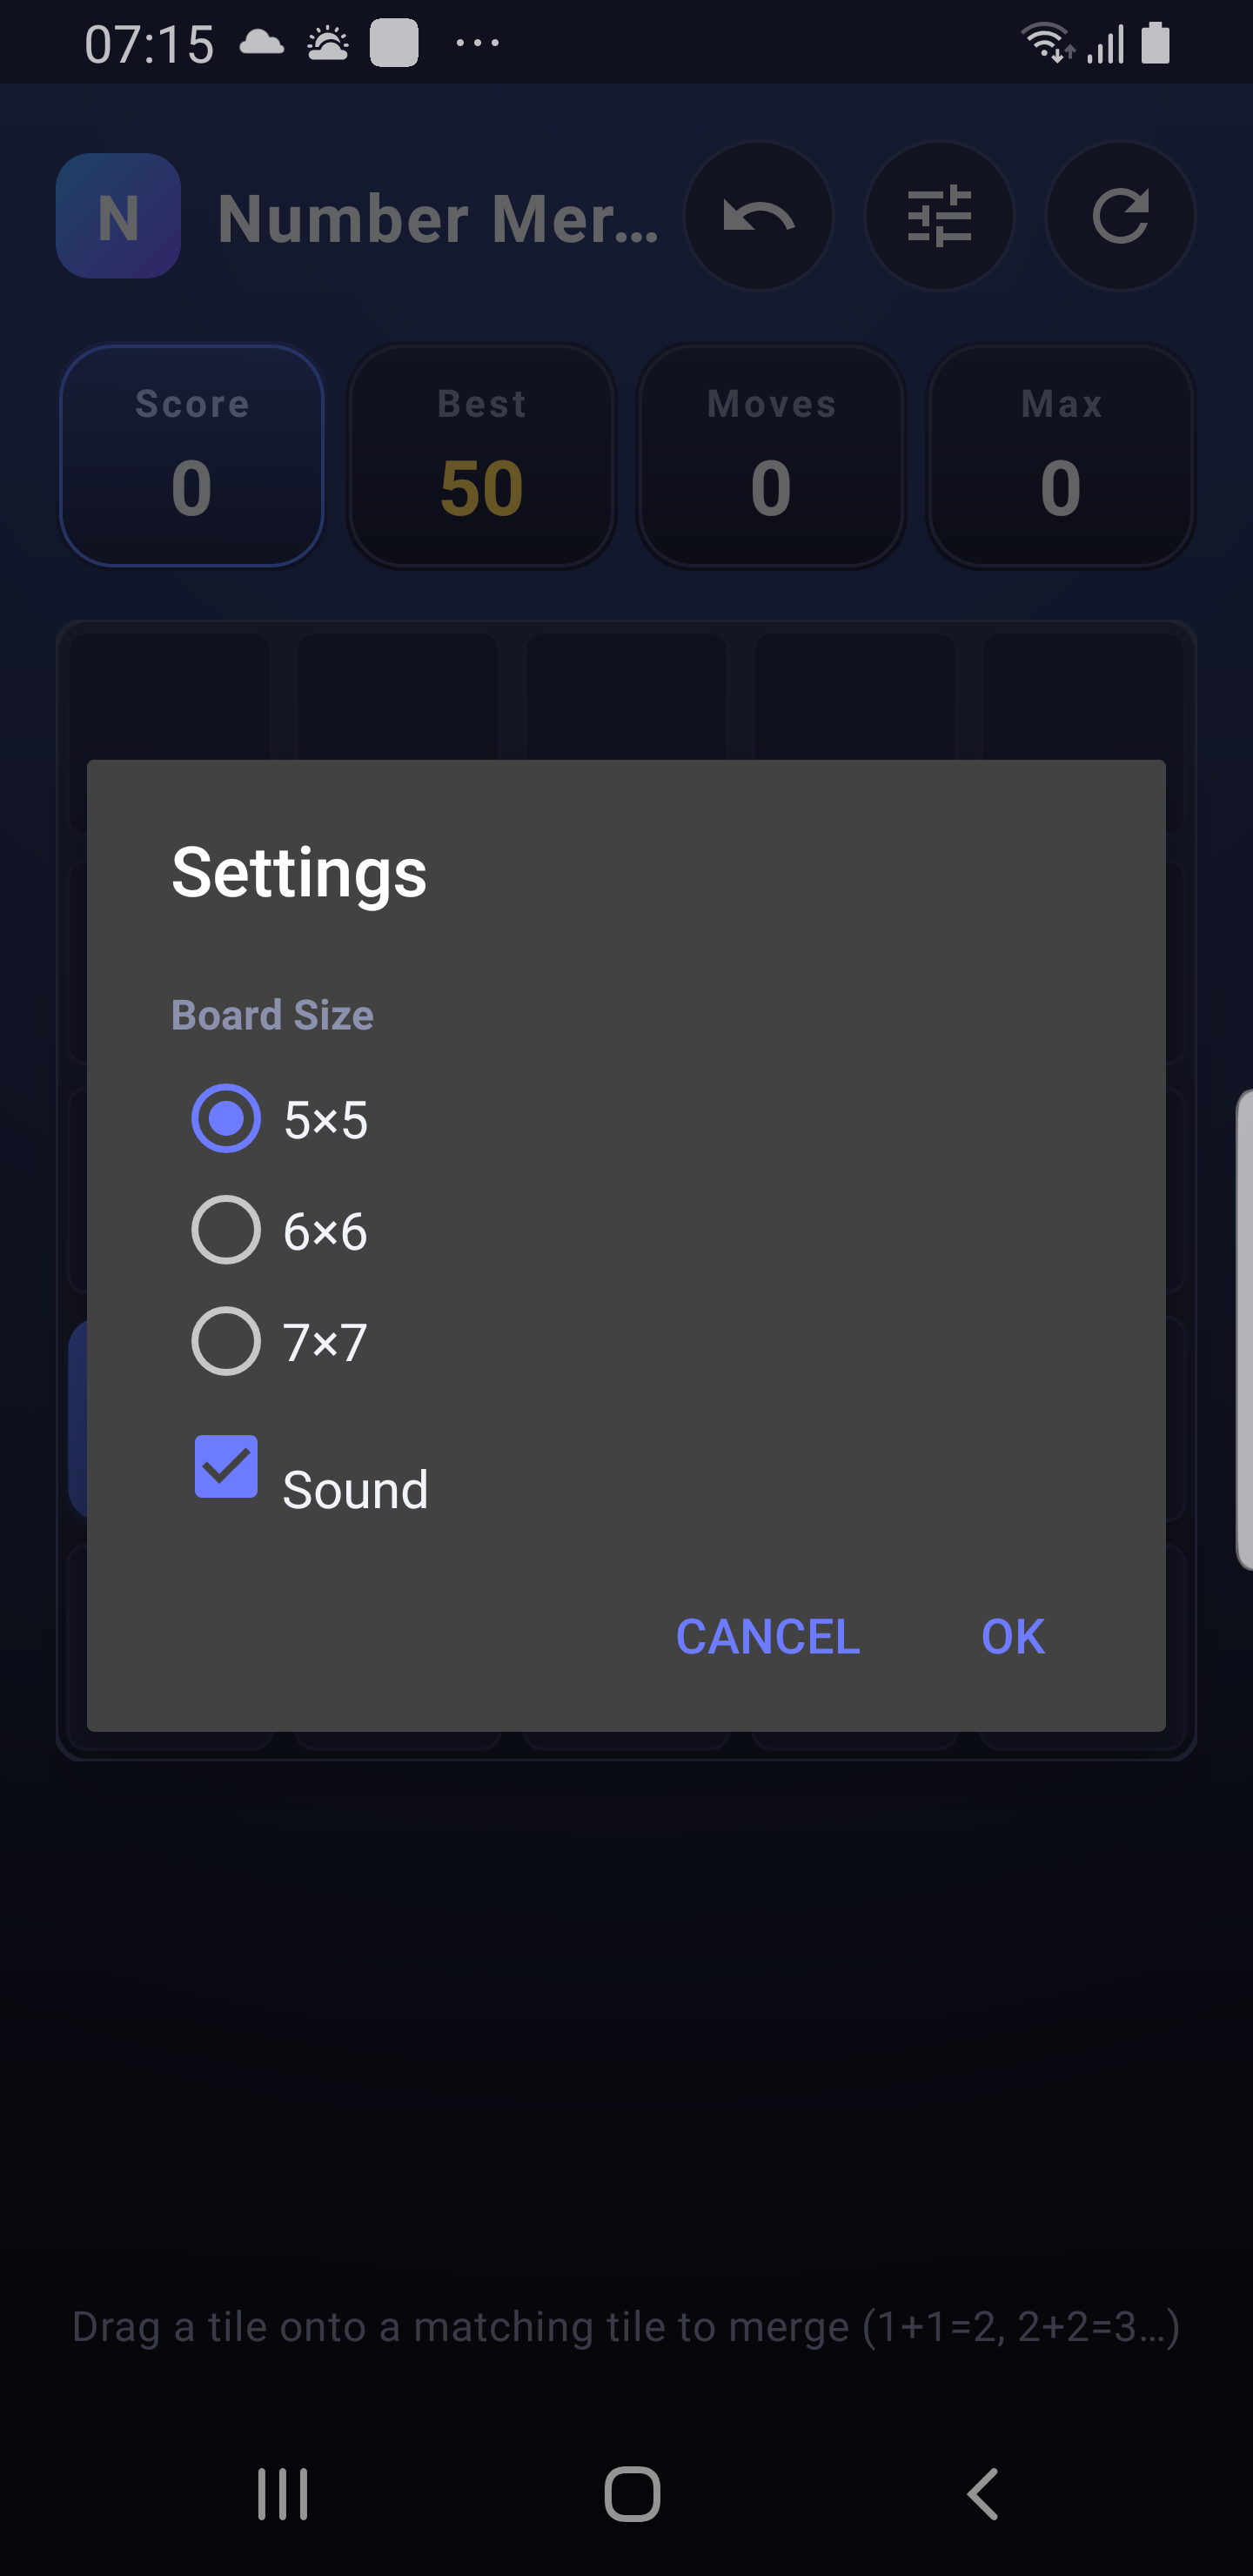 07:15
N
Number Mer…
Score
Best
Moves
Max
0
50
0
0
Settings
Board Size
5×5
6×6
7×7
Sound
CANCEL
OK
Drag a tile onto a matching tile to merge (1+1=2, 2+2=3…)